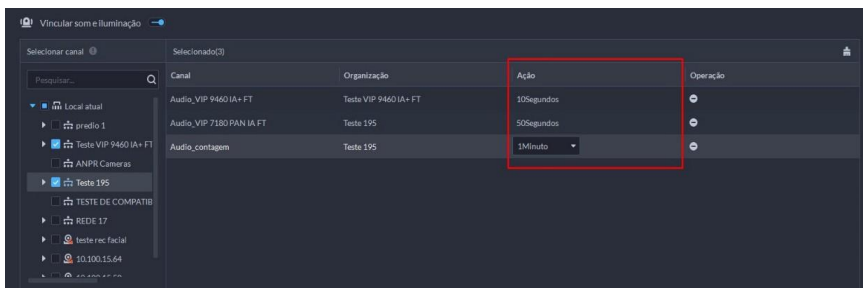 Vincular som e iluminação
Selecionar canal
Selecionado(3)
Pesquisar...
Canal Organização Ação Operação
Audio_VIP 9460 IA+ FT Teste VIP 9460 IA+ FT 10Segundos
Audio_VIP 7180 PAN IA FT Teste 195 50Segundos
Audio_contagem Teste 195 1Minuto
Local atual
predio 1
Teste VIP 9460 IA+ FT
ANPR Cameras
Teste 195
TESTE DE COMPATIB
REDE 17
teste rec facial
10.100.15.64